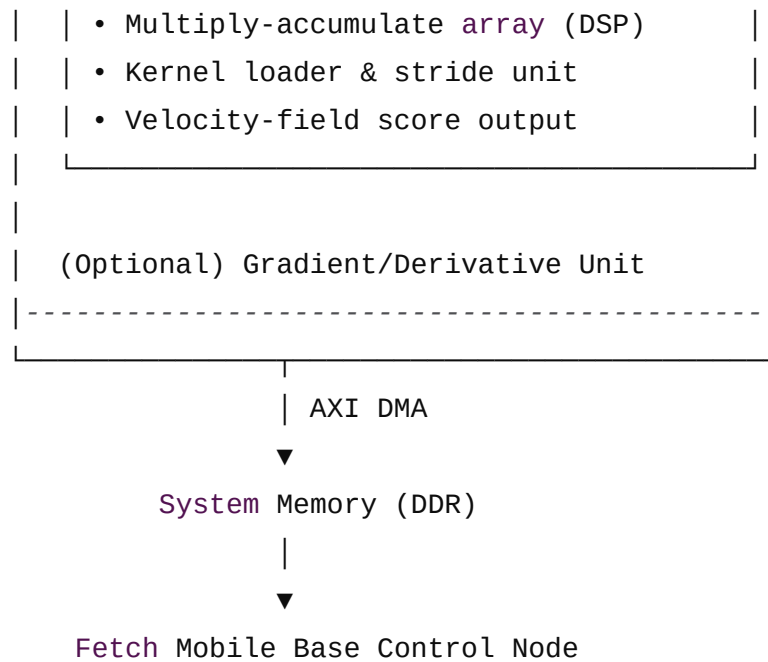 • Multiply-accumulate array (DSP)
• Kernel loader & stride unit
• Velocity-field score output
(Optional) Gradient/Derivative Unit
AXI DMA
System Memory (DDR)
Fetch Mobile Base Control Node